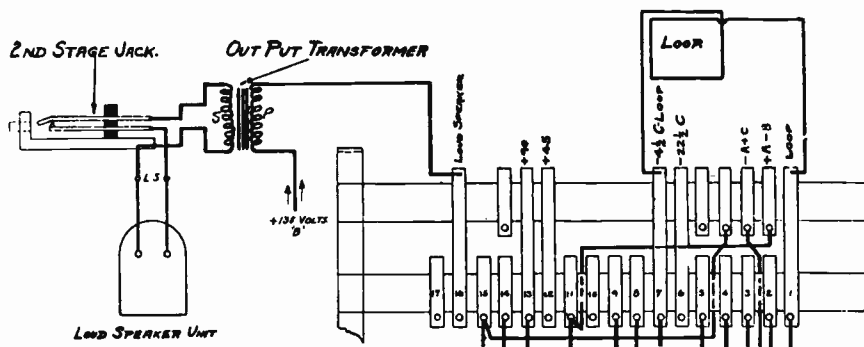 2ND STAGE JACK.
OUT PUT TRANSFORMER
LOOP
S
P
LOUD SPEAKER
+90
+45
-4½ C-LOOP
-22½ C
-A+C
+A-B
LOOP
LS
+135 VOLTS
'B'
17
16
15
14
13
12
11
10
9
8
7
6
5
4
3
2
1
LOUD SPEAKER UNIT